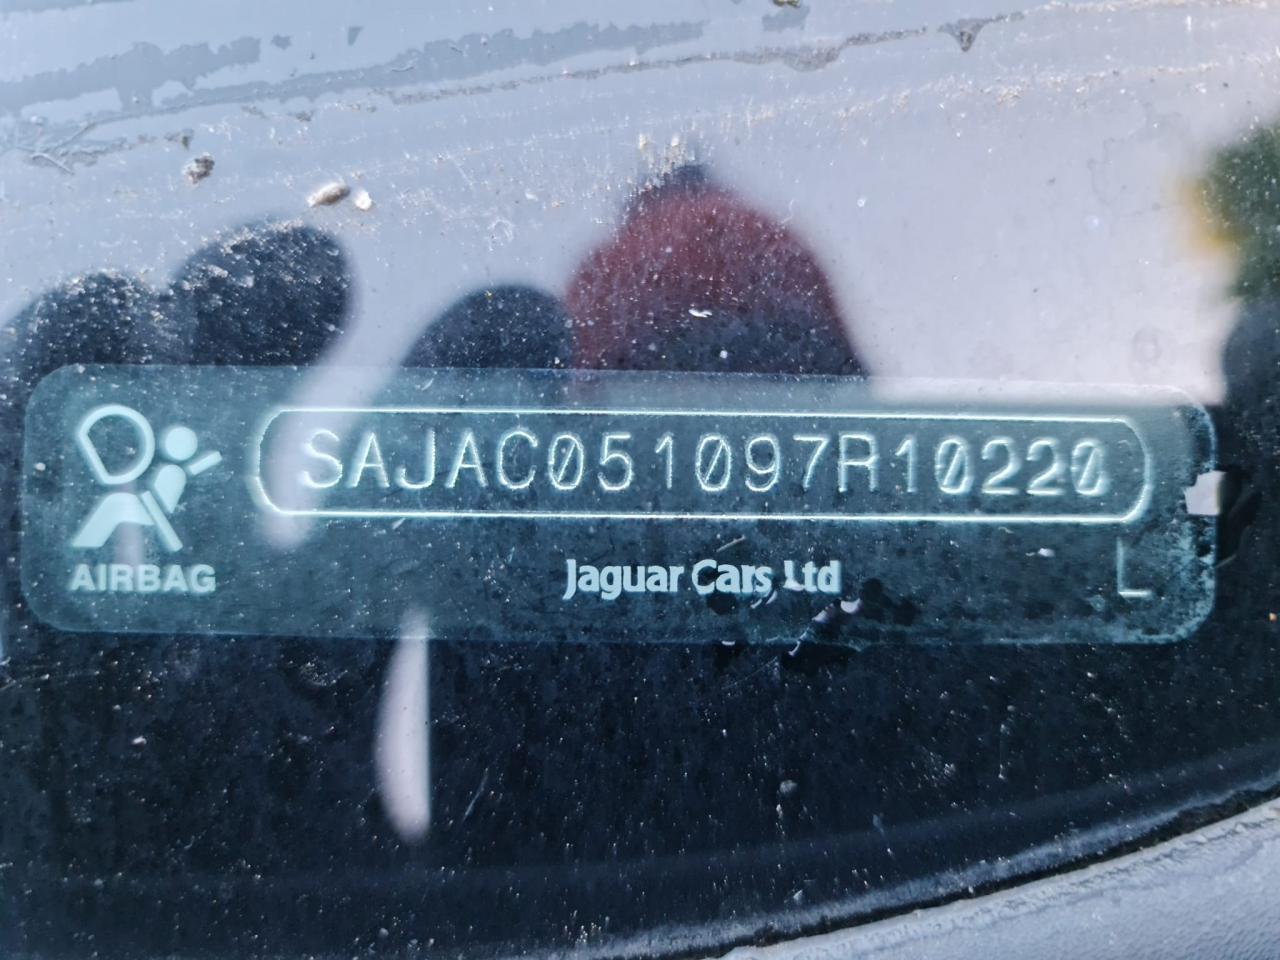 SAJAC051097R10220
AIRBAG
Jaguar Cars Ltd
L